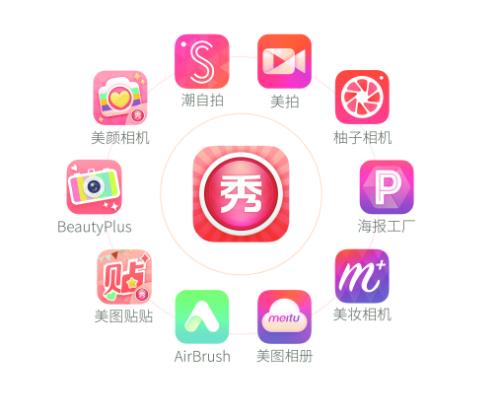 潮自拍
美拍
美颜相机
秀
柚子相机
BeautyPlus
秀
P
海报工厂
贴
秀
美图贴贴
m+
美妆相机
AirBrush
meitu
美图相册